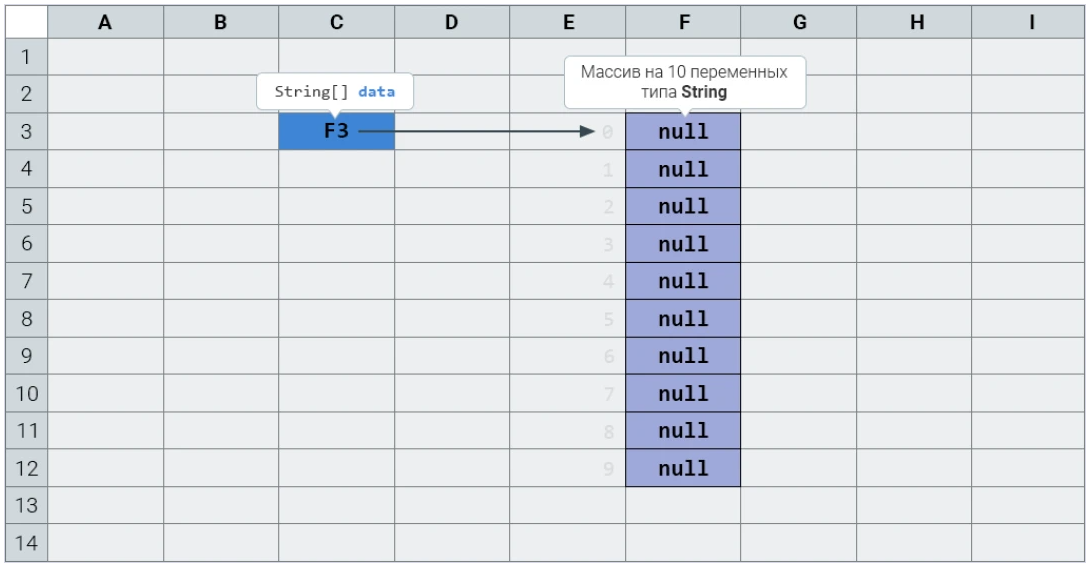 A B C D E F G H I
1
Массив на 10 переменных
типа String
2
String[] data
3 F3 0 null
4 1 null
5 2 null
6 3 null
7 4 null
8 5 null
9 6 null
10 7 null
11 8 null
12 9 null
13
14